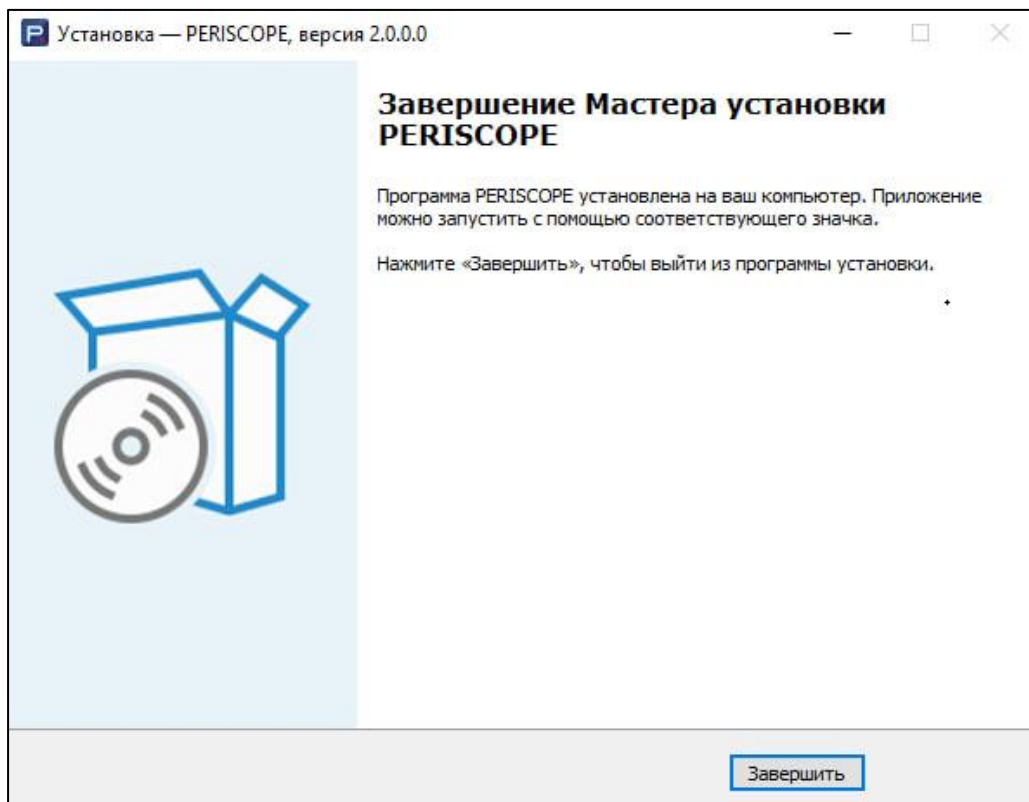 Установка — PERISCOPE, версия 2.0.0.0
Завершение Мастера установки
PERISCOPE
Программа PERISCOPE установлена на ваш компьютер. Приложение
можно запустить с помощью соответствующего значка.
Нажмите «Завершить», чтобы выйти из программы установки.
Завершить